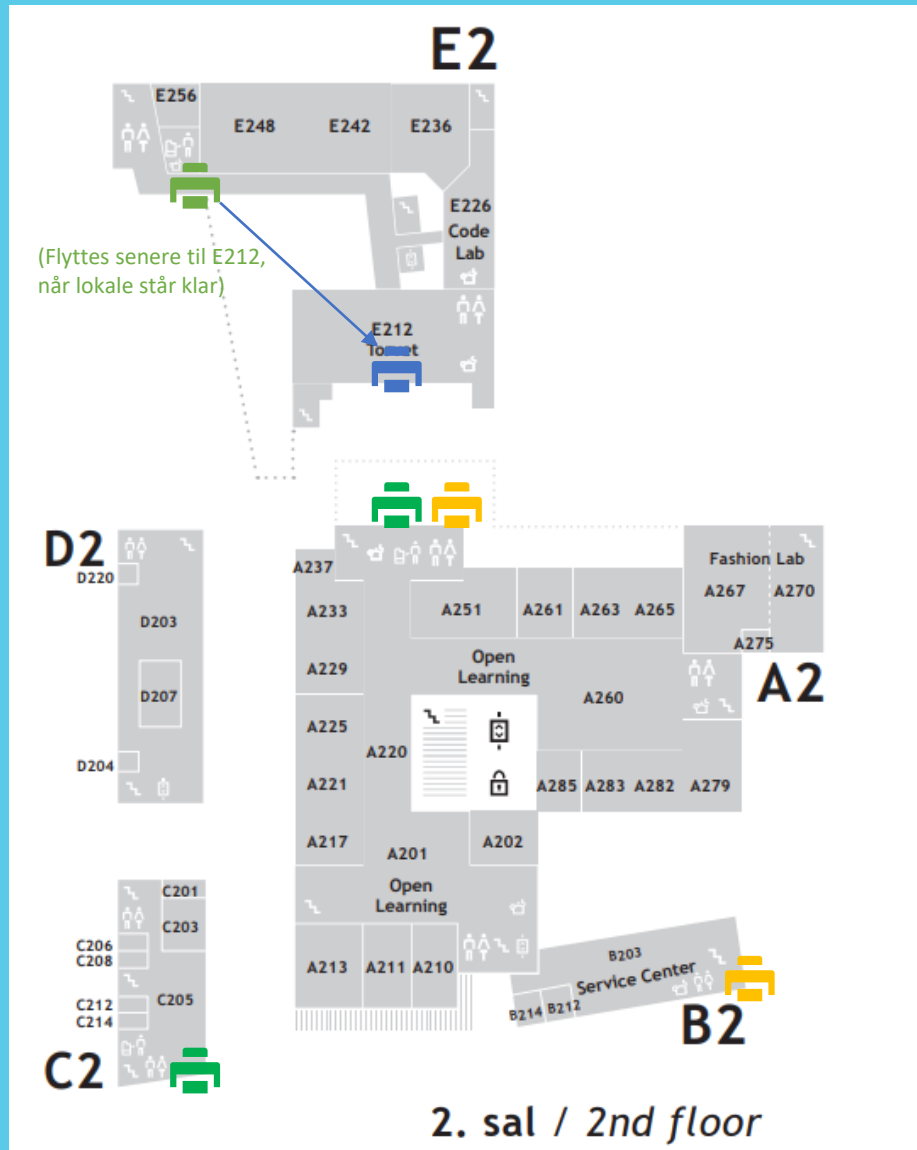 E2
E256
E248
E242
E236
E226
Code
Lab
(Flyttes senere til E212,
når lokale står klar)
E212
Torvet
D2
D220
D203
D207
D204
A237
A233
A229
A225
A221
A217
A220
A251
A261
A263
A265
Fashion Lab
A267
A270
A275
A2
Open
Learning
A260
A285
A283
A282
A279
A202
A201
Open
Learning
A213
A211
A210
C201
C203
C206
C208
C205
C212
C214
C2
B203
Service Center
B214
B212
B2
2. sal / 2nd floor